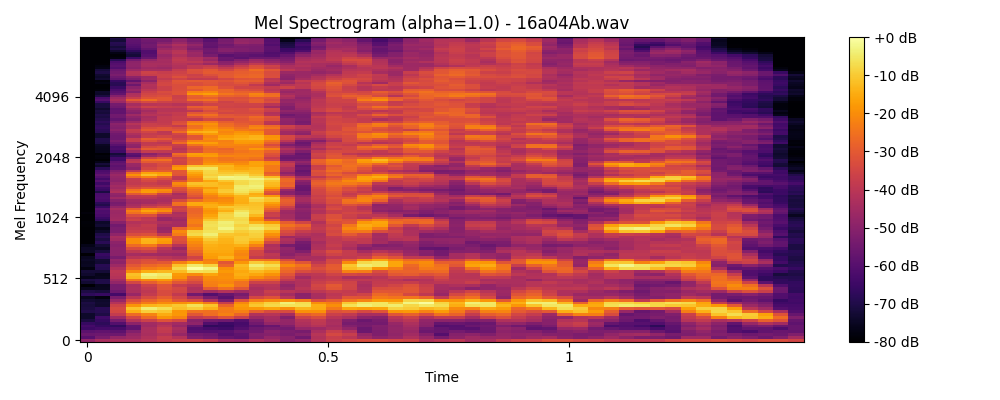 Mel Spectrogram (alpha=1.0) - 16a04Ab.wav
Mel Frequency
4096
2048
1024
512
0
0
0.5
1
Time
+0 dB
-10 dB
-20 dB
-30 dB
-40 dB
-50 dB
-60 dB
-70 dB
-80 dB